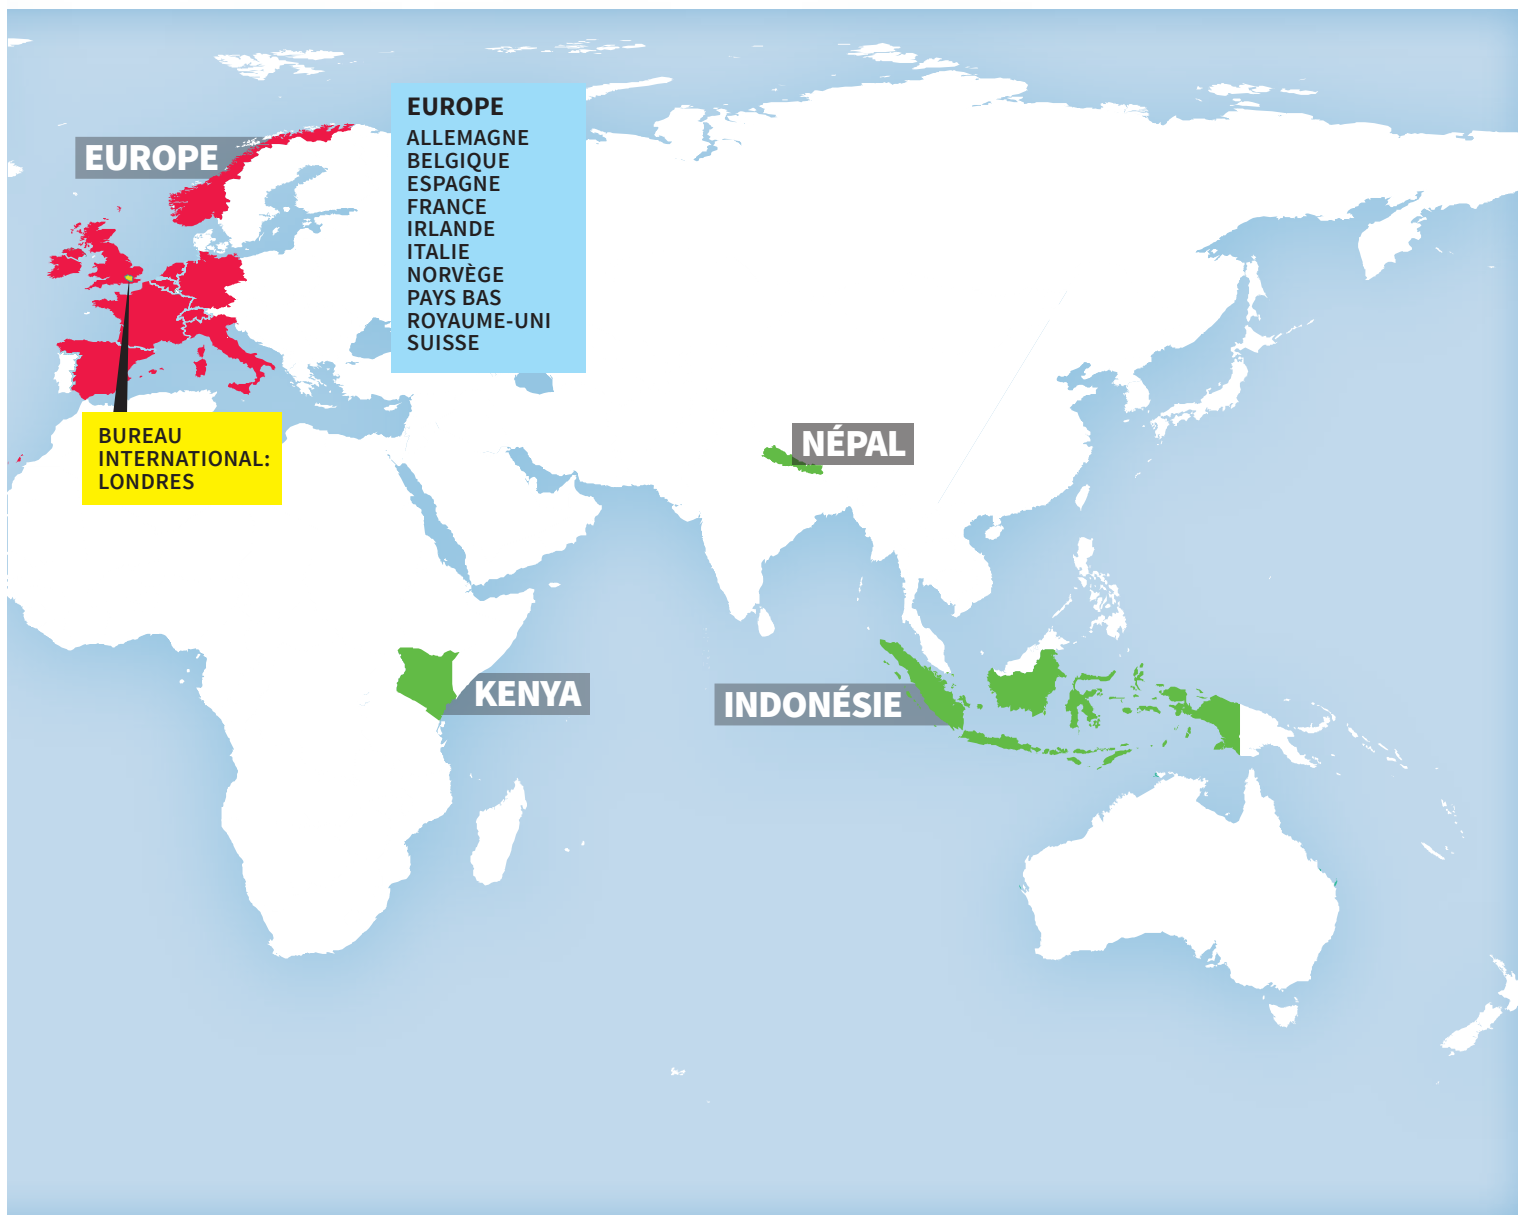 EUROPE
EUROPE
ALLEMAGNE
BELGIQUE
ESPAGNE
FRANCE
IRLANDE
ITALIE
NORVÈGE
PAYS BAS
ROYAUME-UNI
SUISSE
BUREAU
INTERNATIONAL:
LONDRES
NÉPAL
KENYA
INDONÉSIE